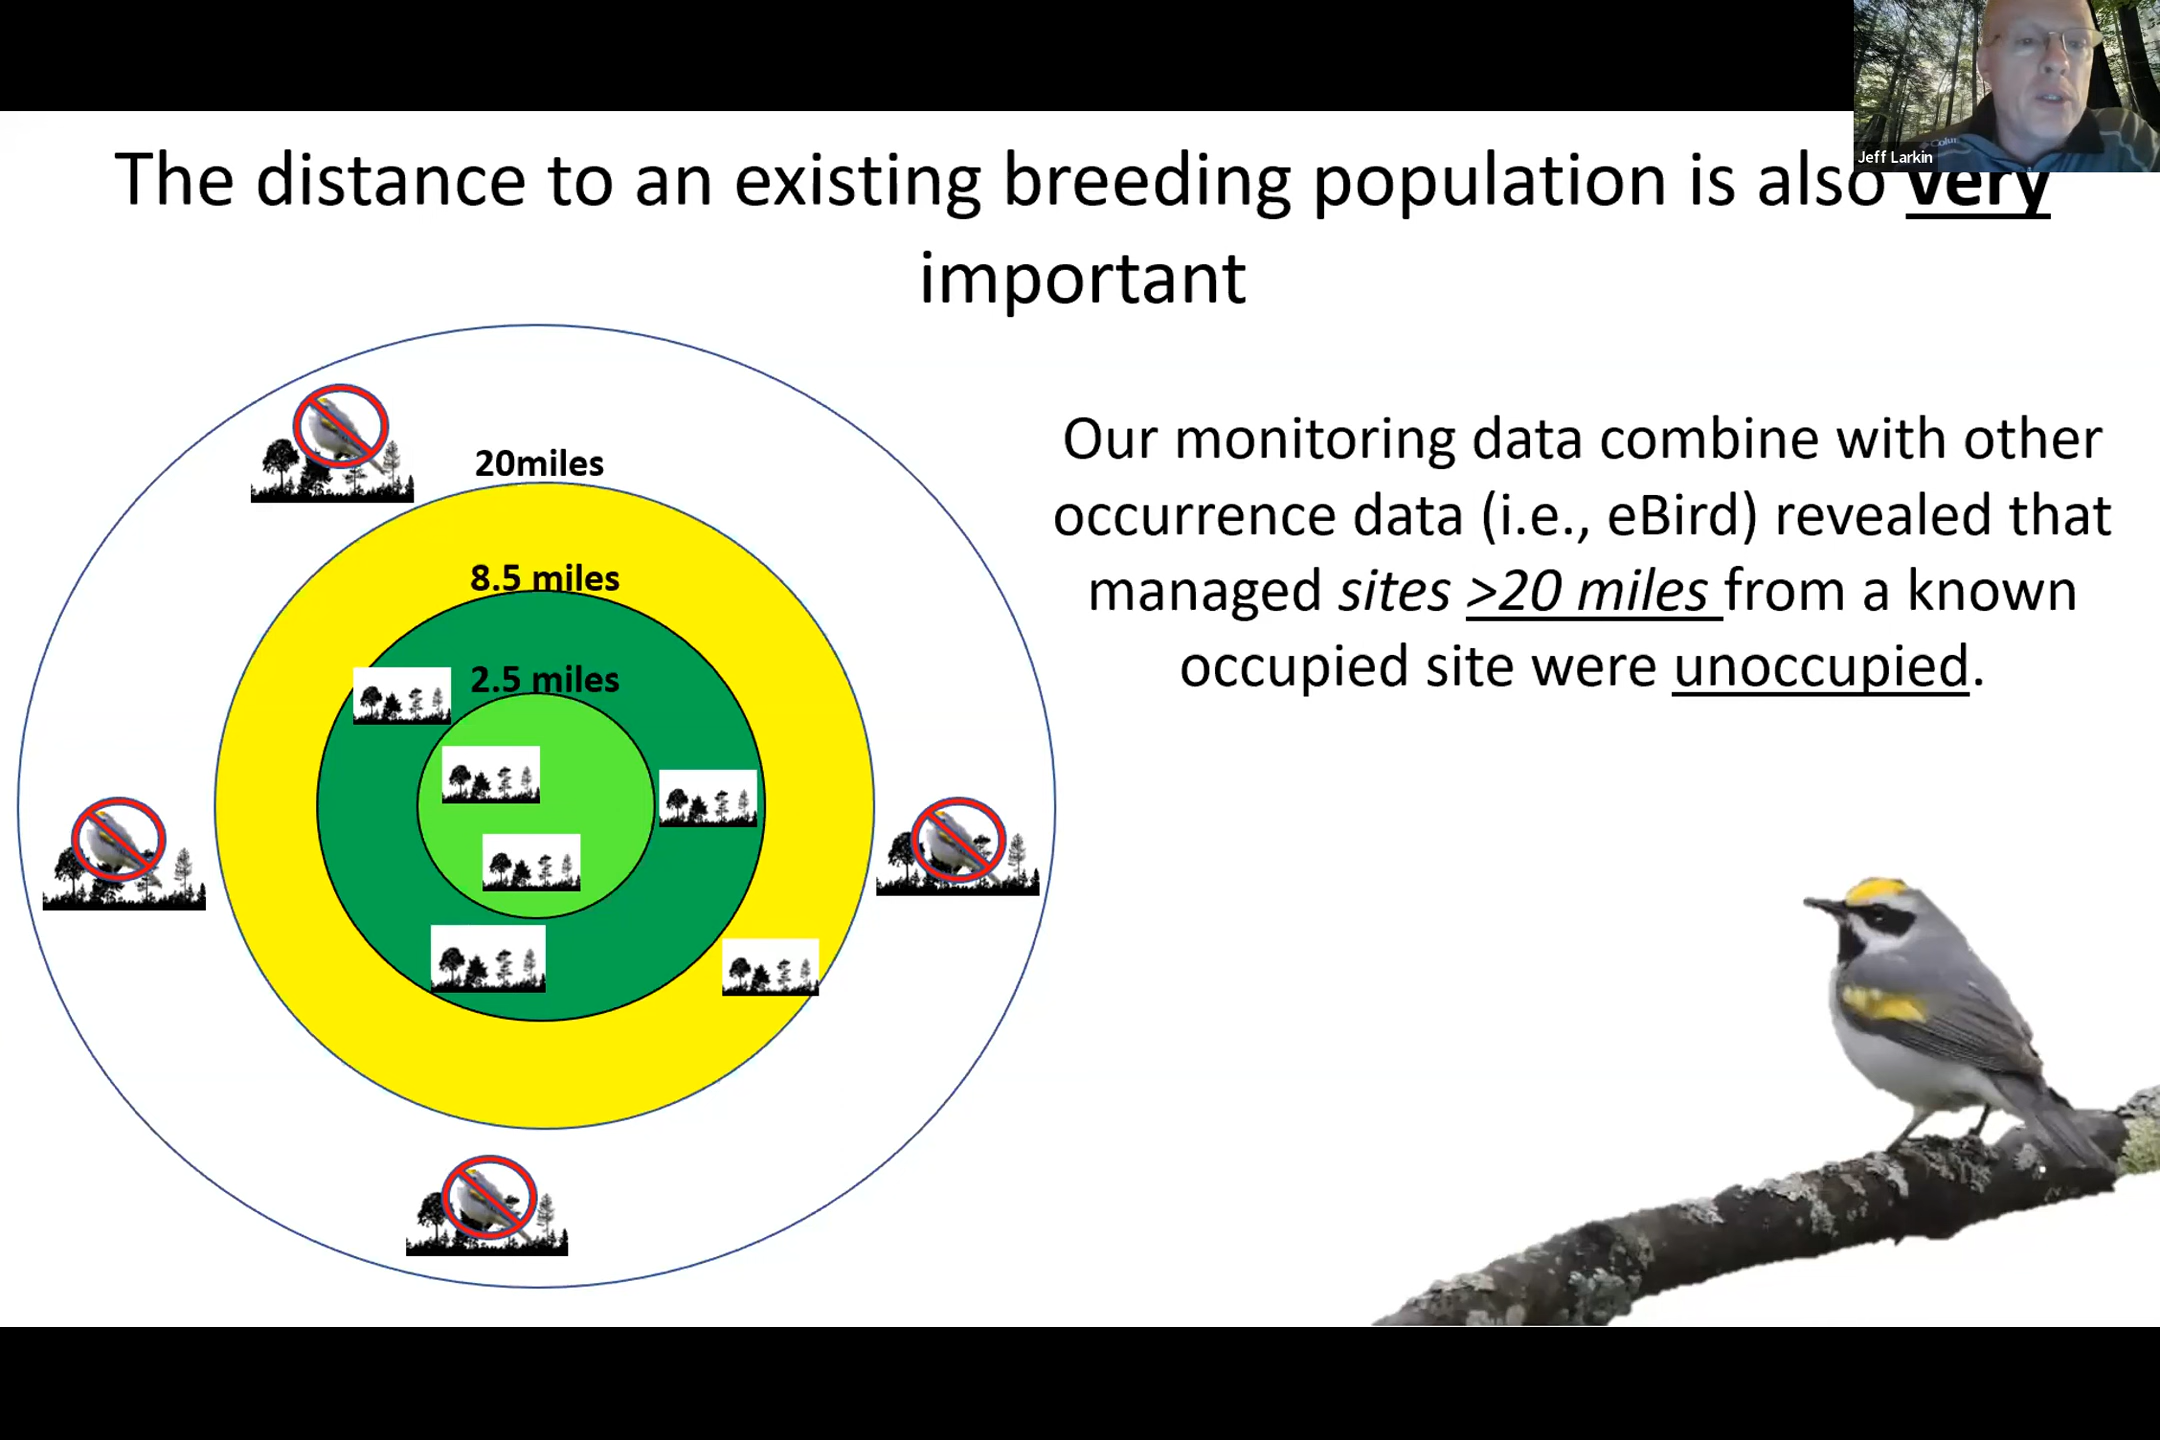 Jeff Larkin
The distance to an existing breeding population is also very
important
20miles
8.5 miles
2.5 miles
Our monitoring data combine with other
occurrence data (i.e., eBird) revealed that
managed sites >20 miles from a known
occupied site were unoccupied.